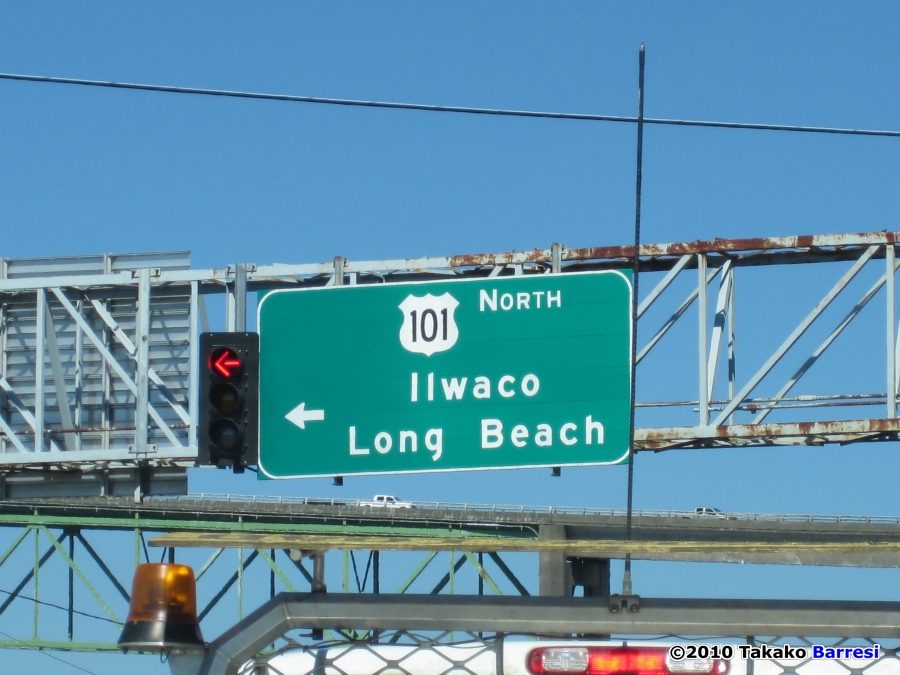 NORTH
101
Ilwaco
Long Beach
©2010 Takako Barresi